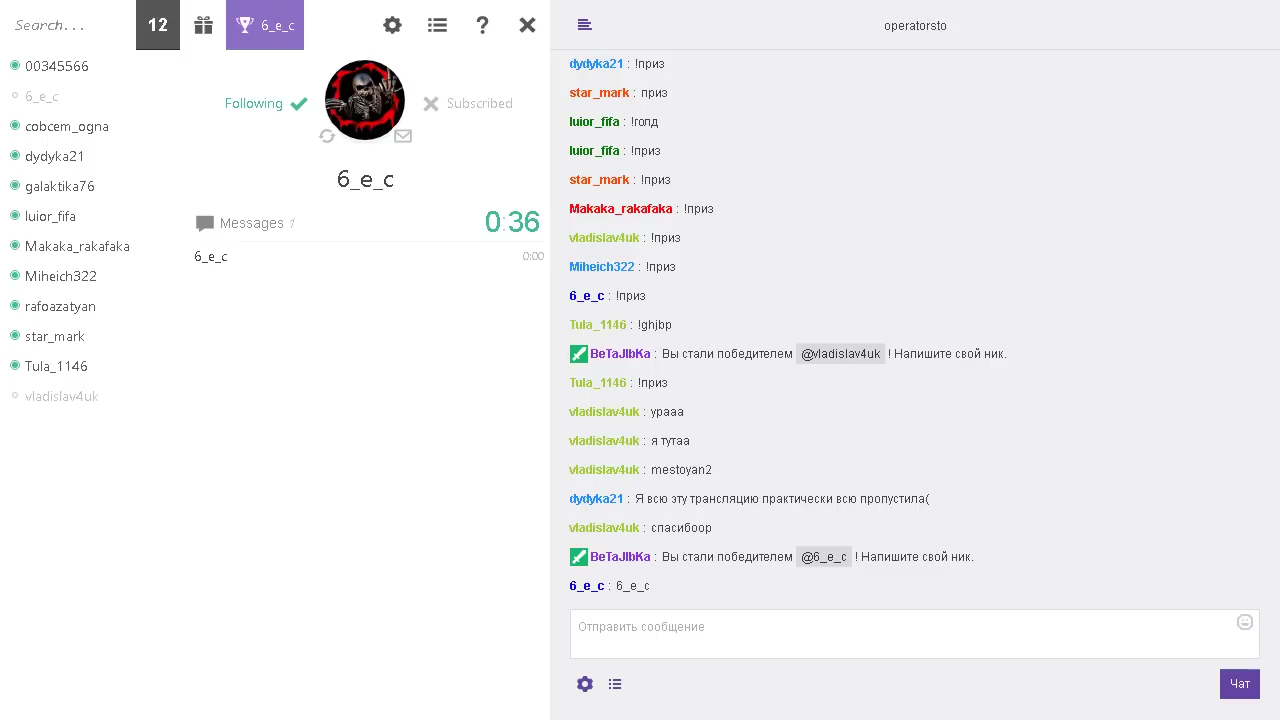 Search...
12
6_e_c
?
00345566
6_e_c
cobcem_ogna
dydyka21
galaktika76
luior_fifa
Makaka_rakafaka
Miheich322
rafoazatyan
star_mark
Tula_1146
vladislav4uk
Following
Subscribed
6_e_c
Messages 1
0:36
6_e_c
0:00
operanesteam
dydyka21 : !приз
star_mark : приз
luior_fifa : !голд
luior_fifa : !приз
star_mark : !приз
Makaka_rakafaka : !приз
vladislav4uk : !приз
Miheich322 : !приз
6_e_c : !приз
Tula_1146 : !ghjbp
BeTaJIbKa : Вы стали победителем @vladislav4uk ! Напишите свой ник.
Tula_1146 : !приз
vladislav4uk : урааа
vladislav4uk : я тутаа
vladislav4uk : mestoyan2
dydyka21 : Я всю эту трансляцию практически вую пропустила(
vladislav4uk : спасибоор
BeTaJIbKa : Вы стали победителем @6_e_c ! Напишите свой ник.
6_e_c : 6_e_c
Отправить сообщение
Чат